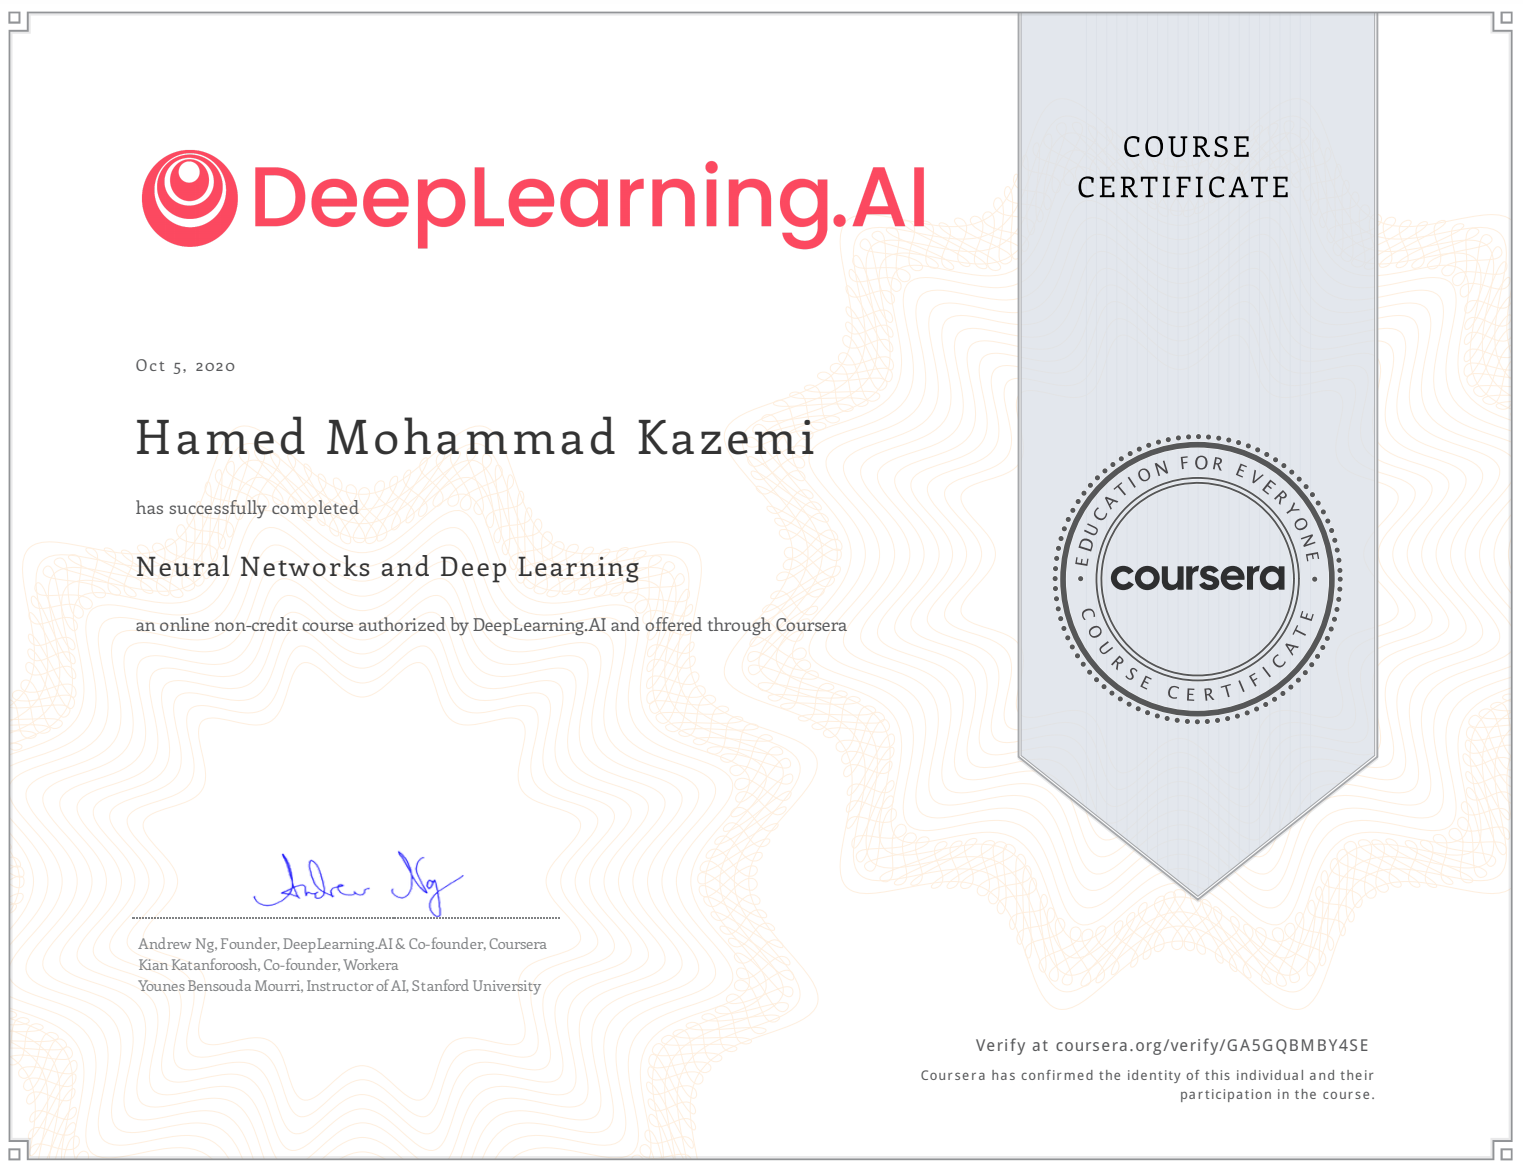 DeepLearning.AI
COURSE
CERTIFICATE
Oct 5, 2020
Hamed Mohammad Kazemi
has successfully completed
Neural Networks and Deep Learning
an online non-credit course authorized by DeepLearning.AI and offered through Coursera
EDUCATION FOR EVERYONE
coursera
COURSE CERTIFICATE
Andrew Ng
Andrew Ng, Founder, DeepLearning.AI & Co-founder, Coursera
Kian Katanforoosh, Co-founder, Workera
Younes Bensouda Mourri, Instructor of AI, Stanford University
Verify at coursera.org/verify/GA5GQBMBY4SE
Coursera has confirmed the identity of this individual and their
participation in the course.